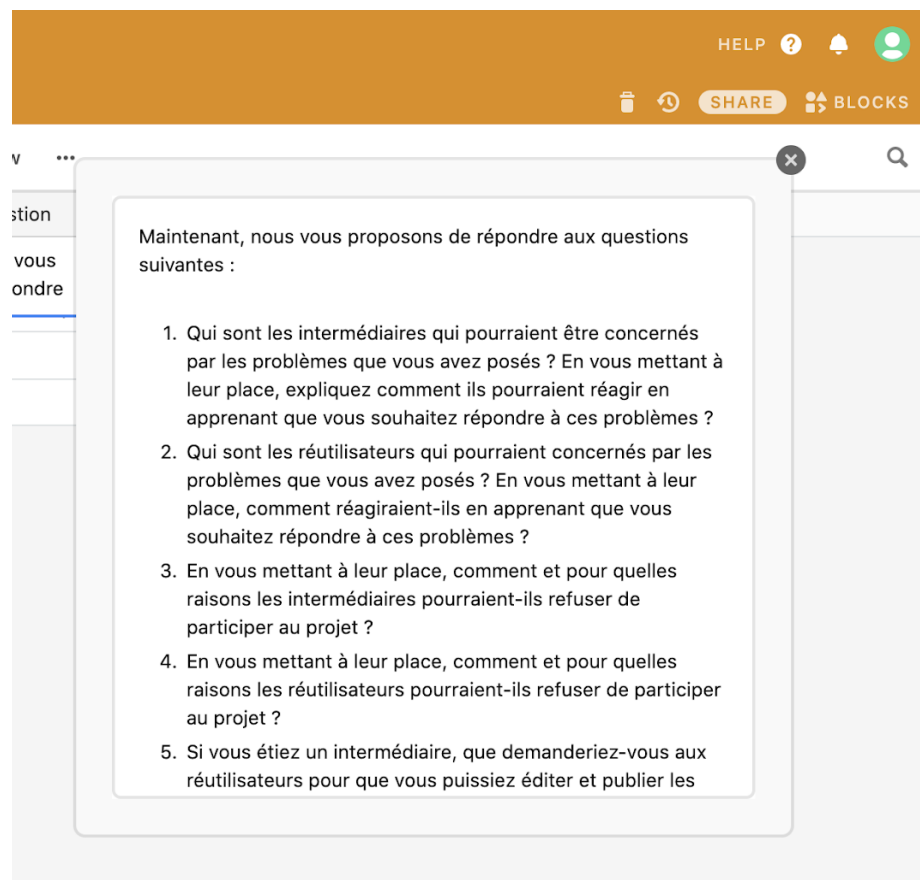 HELP ?
SHARE BLOCKS
w ...
stion
vous
ondre
Maintenant, nous vous proposons de répondre aux questions
suivantes :
1. Qui sont les intermédiaires qui pourraient être concernés
par les problèmes que vous avez posés ? En vous mettant à
leur place, expliquez comment ils pourraient réagir en
apprenant que vous souhaitez répondre à ces problèmes ?
2. Qui sont les réutilisateurs qui pourraient concernés par les
problèmes que vous avez posés ? En vous mettant à leur
place, comment réagiraient-ils en apprenant que vous
souhaitez répondre à ces problèmes ?
3. En vous mettant à leur place, comment et pour quelles
raisons les intermédiaires pourraient-ils refuser de
participer au projet ?
4. En vous mettant à leur place, comment et pour quelles
raisons les réutilisateurs pourraient-ils refuser de participer
au projet ?
5. Si vous étiez un intermédiaire, que demanderiez-vous aux
réutilisateurs pour que vous puissiez éditer et publier les